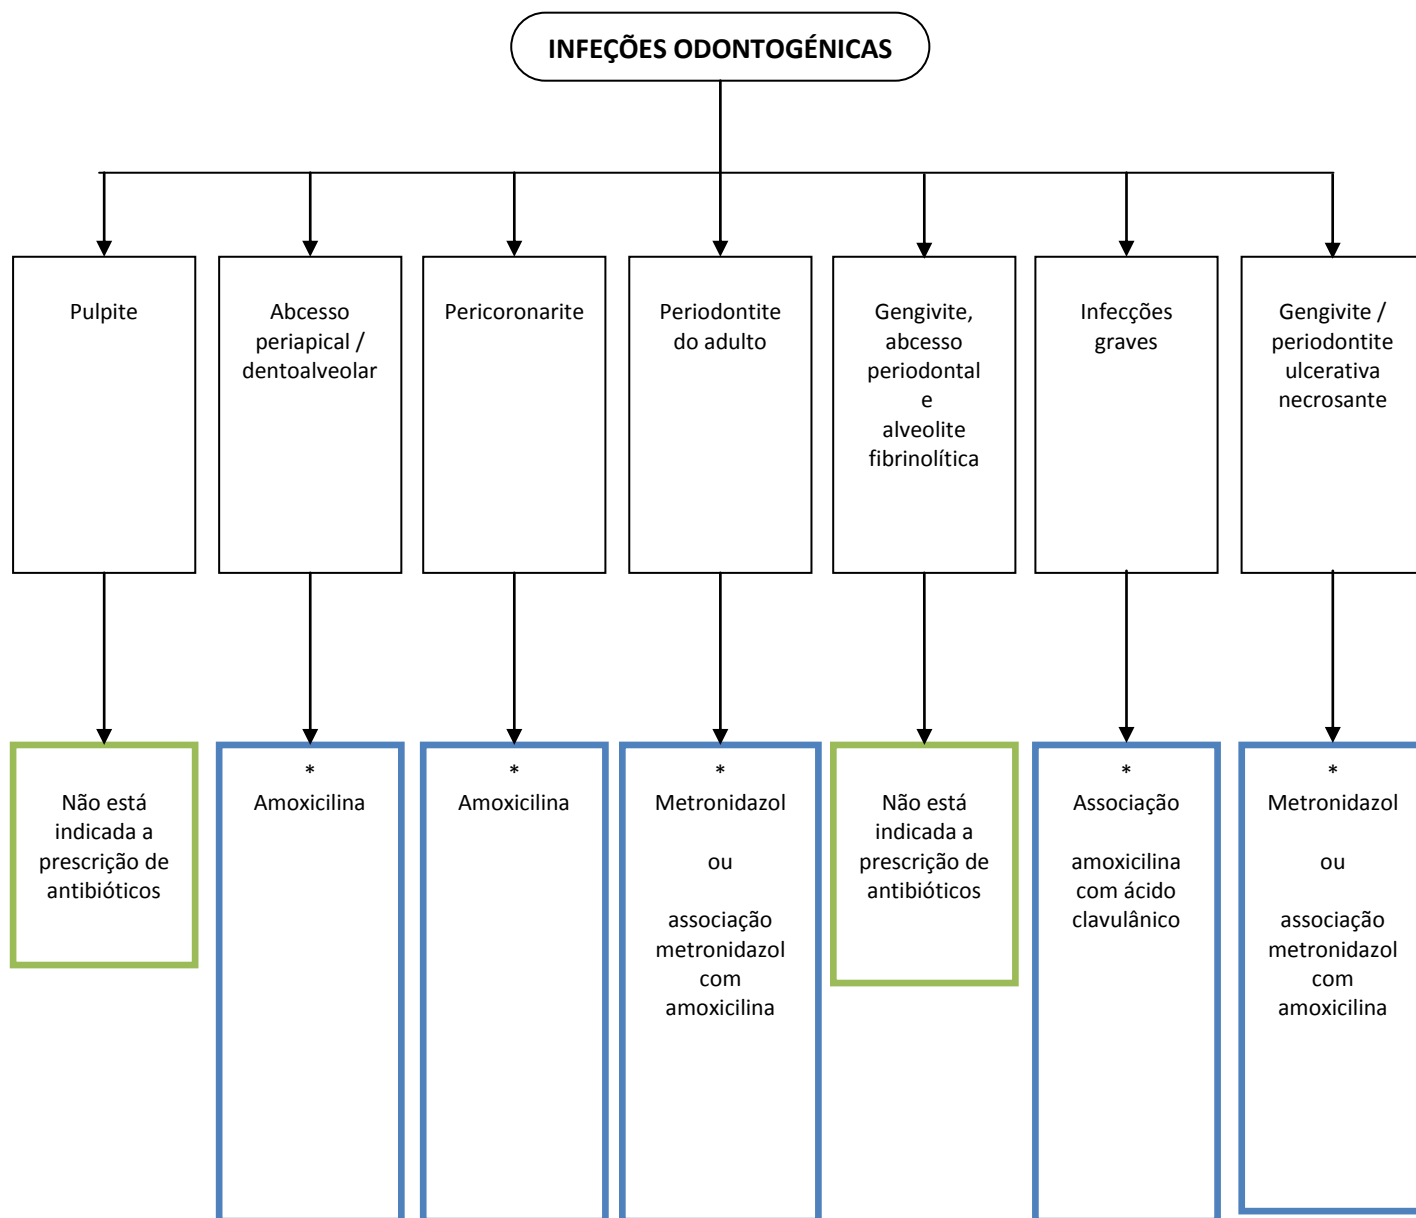 INFEÇÕES ODONTOGÉNICAS
Pulpite
Abcesso
periapical /
dentoalveolar
Pericoronarite
Periodontite
do adulto
Gengivite,
abcesso
periodontal
e
alveolite
fibrinolítica
Infecções
graves
Gengivite /
periodontite
ulcerativa
necrosante
Não está
indicada a
prescrição de
antibióticos
*
Amoxicilina
*
Amoxicilina
*
Metronidazol
ou
associação
metronidazol
com
amoxicilina
Não está
indicada a
prescrição de
antibióticos
*
Associação
amoxicilina
com ácido
clavulânico
*
Metronidazol
ou
associação
metronidazol
com
amoxicilina